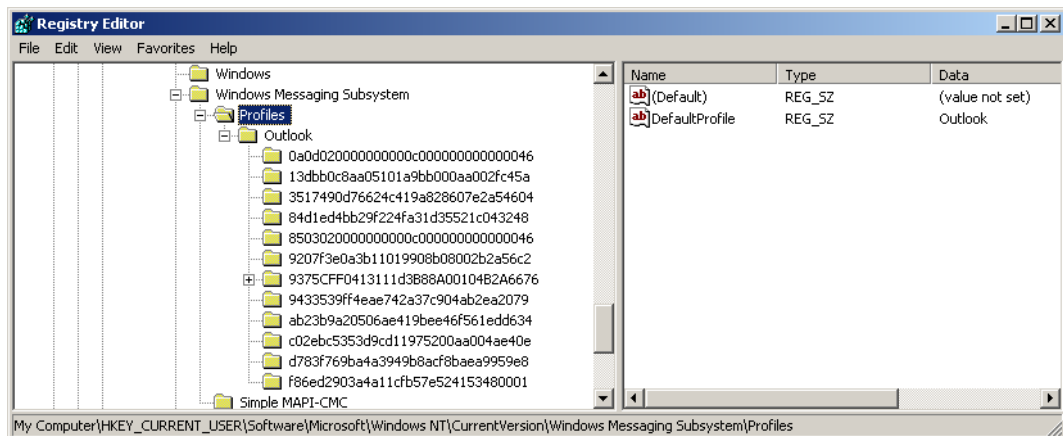 Registry Editor
File Edit View Favorites Help
Windows
Windows Messaging Subsystem
Profiles
Outlook
0a0d020000000000c000000000000046
13dbb0c8aa05101a9bb000aa002fc45a
3517490d76624c419a828607e2a54604
84d1ed4bb29f224fa31d35521c043248
8503020000000000c000000000000046
9207f3e0a3b11019908b08002b2a56c2
9375CFF0413111d3B88A00104B2A6676
9433539ff4eae742a37c904ab2ea2079
ab23b9a20506ae419bee46f561edd634
c02ebc5353d9cd11975200aa004ae40e
d783f769ba4a3949b8acf8baea9959e8
f86ed2903a4a11cfb57e524153480001
Simple MAPI-CMC
Name Type Data
ab (Default) REG_SZ (value not set)
ab DefaultProfile REG_SZ Outlook
My Computer\HKEY_CURRENT_USER\Software\Microsoft\Windows NT\CurrentVersion\Windows Messaging Subsystem\Profiles